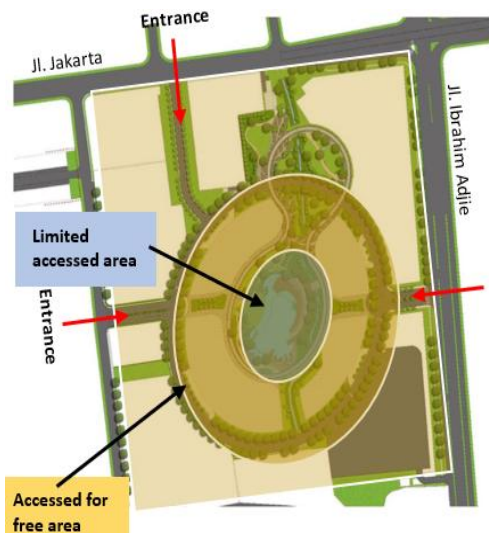 Entrance
Jl. Jakarta
Jl. Ibrahim Adjie
Limited
accessed area
Entrance
Accessed for
free area